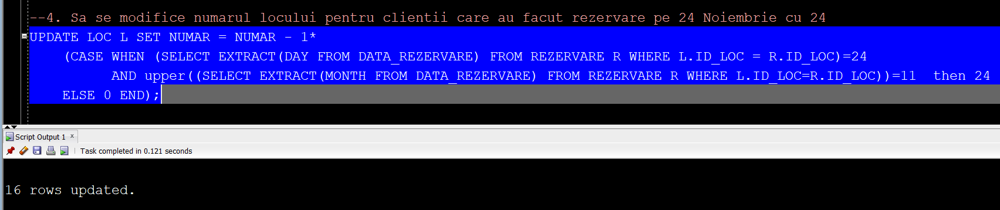 --4. Sa se modifice numarul locului pentru clientii care au facut rezervare pe 24 Noiembrie cu 24
UPDATE LOC L SET NUMAR = NUMAR - 1*
(CASE WHEN (SELECT EXTRACT(DAY FROM DATA_REZERVARE) FROM REZERVARE R WHERE L.ID_LOC = R.ID_LOC)=24
AND upper((SELECT EXTRACT(MONTH FROM DATA_REZERVARE) FROM REZERVARE R WHERE L.ID_LOC=R.ID_LOC))=11  then 24
ELSE 0 END);
Script Output 1 x
Task completed in 0.121 seconds
16 rows updated.